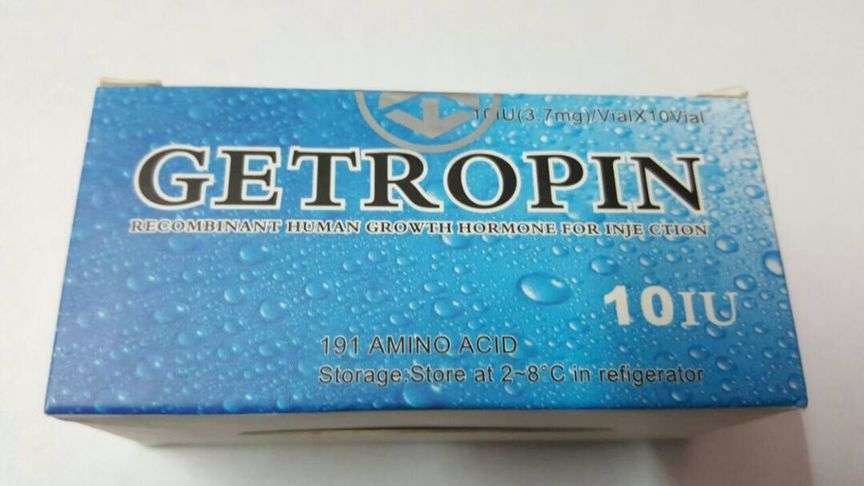 10IU(3.7mg)/VialX10Vial
GETROPIN
RECOMBINANT HUMAN GROWTH HORMONE FOR INJE CTION
10IU
191 AMINO ACID
Storage:Store at 2~8°C in refigerator